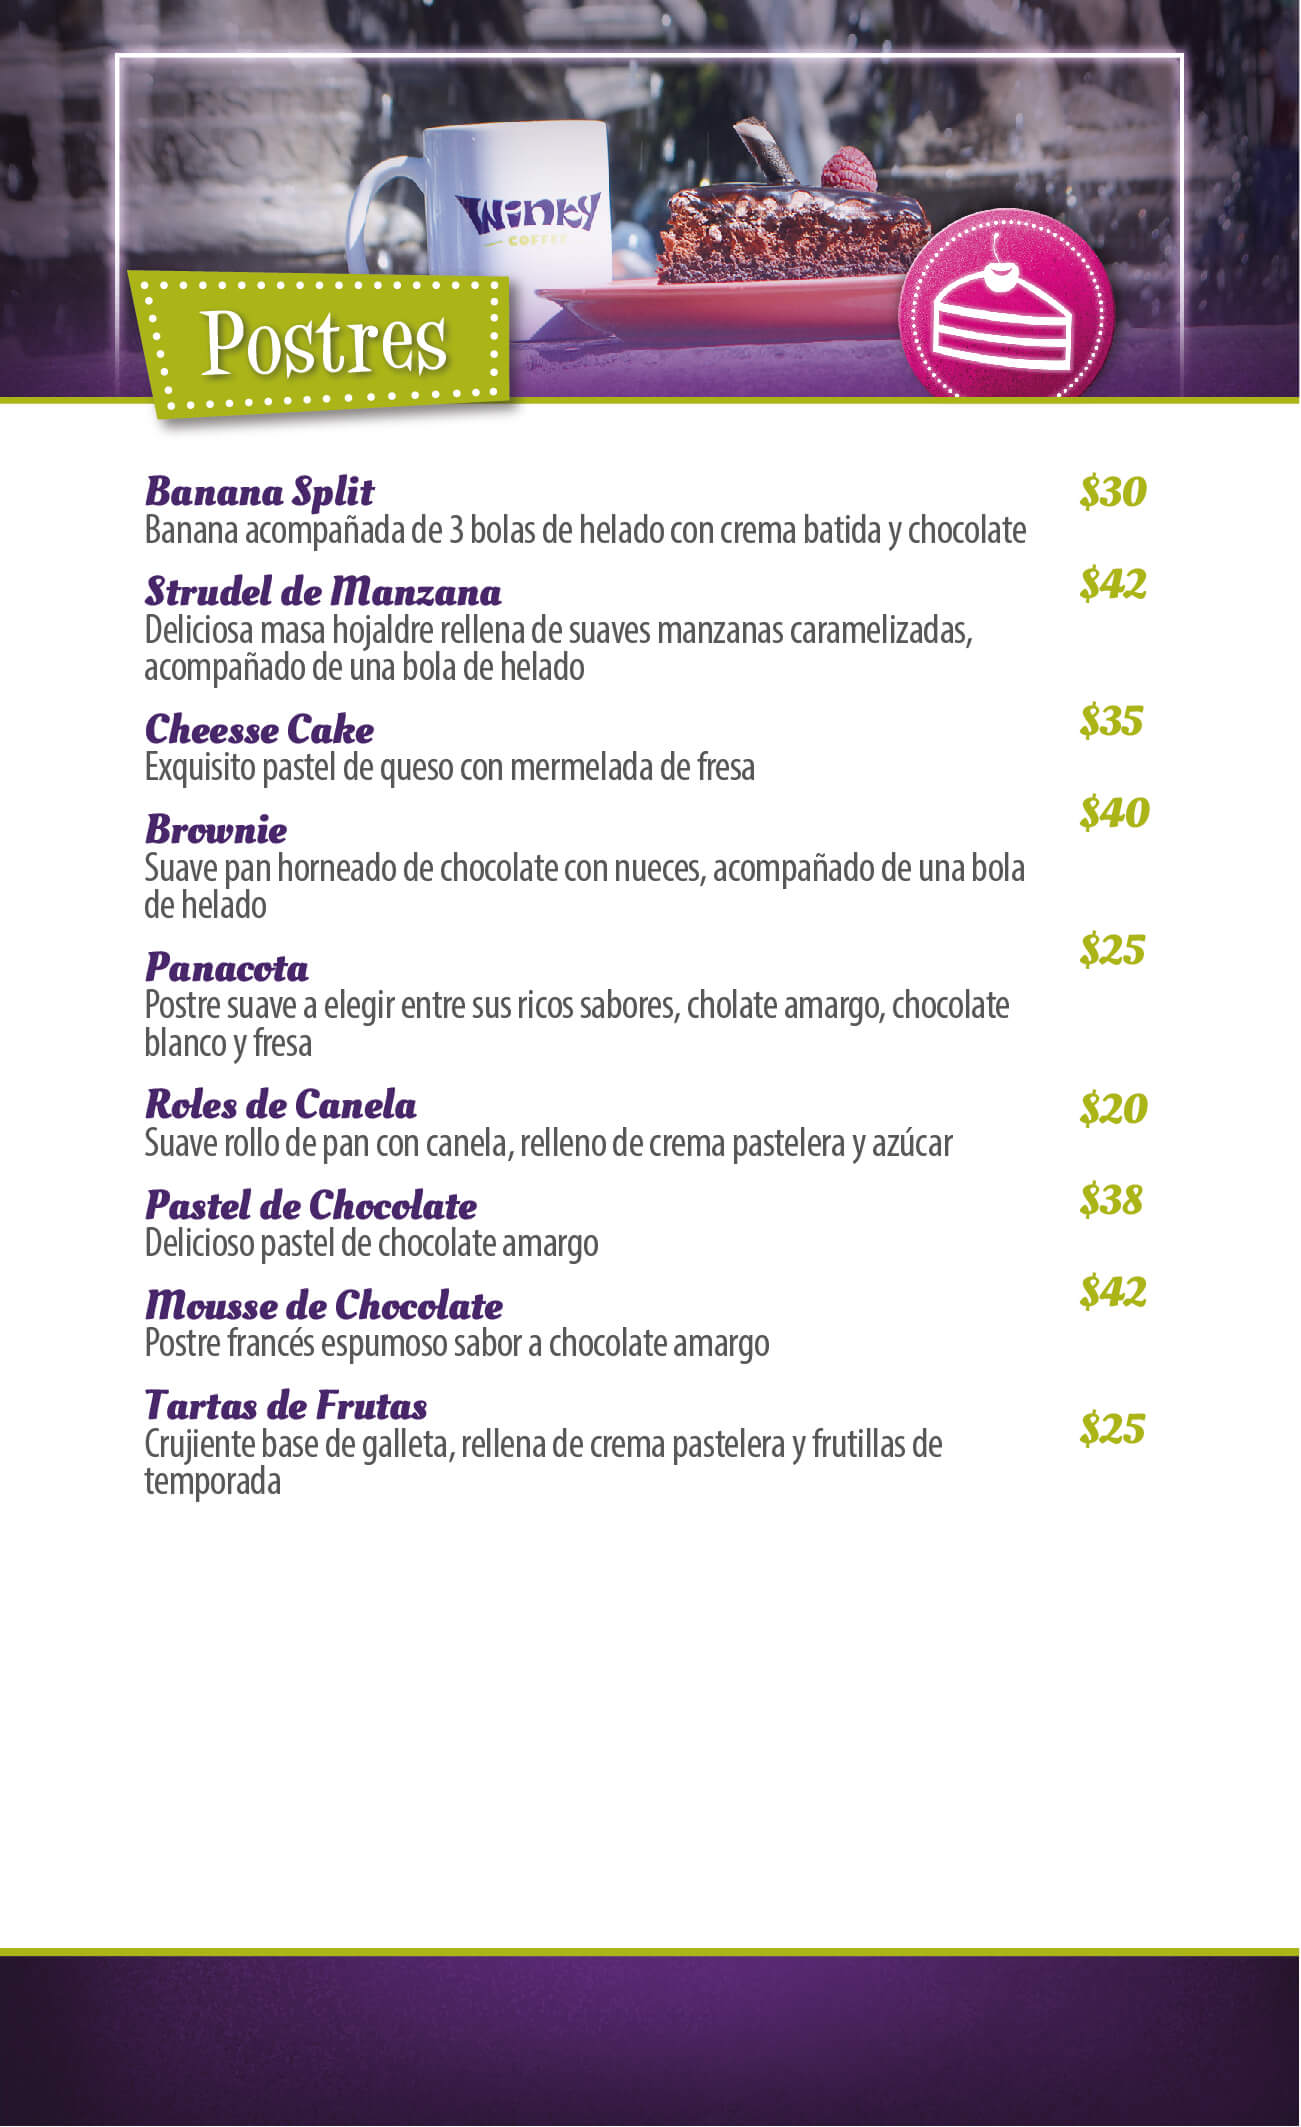 Winky
COFFEE
Postres
Banana Split $30
Banana acompañada de 3 bolas de helado con crema batida y chocolate
Strudel de Manzana $42
Deliciosa masa hojaldre rellena de suaves manzanas caramelizadas,
acompañado de una bola de helado
Cheesse Cake $35
Exquisito pastel de queso con mermelada de fresa
Brownie $40
Suave pan horneado de chocolate con nueces, acompañado de una bola
de helado
Panacota $25
Postre suave a elegir entre sus ricos sabores, cholate amargo, chocolate
blanco y fresa
Roles de Canela $20
Suave rollo de pan con canela, relleno de crema pastelera y azúcar
Pastel de Chocolate $38
Delicioso pastel de chocolate amargo
Mousse de Chocolate $42
Postre francés espumoso sabor a chocolate amargo
Tartas de Frutas $25
Crujiente base de galleta, rellena de crema pastelera y frutillas de
temporada